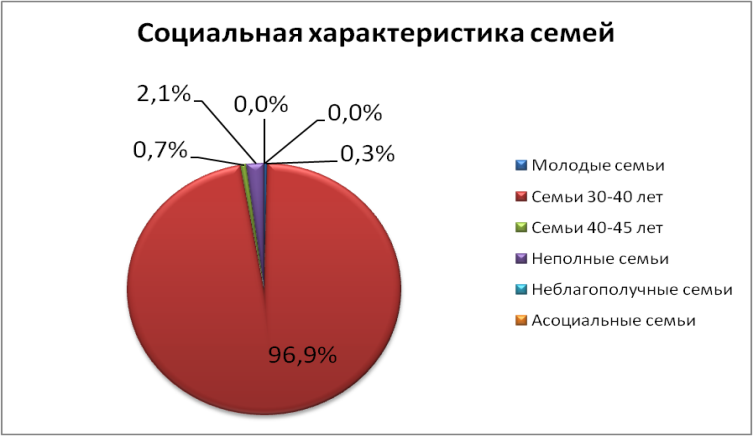 Социальная характеристика семей
2,1%
0,0%
0,0%
0,7%
0,3%
96,9%
Молодые семьи
Семьи 30-40 лет
Семьи 40-45 лет
Неполные семьи
Неблагополучные семьи
Асоциальные семьи